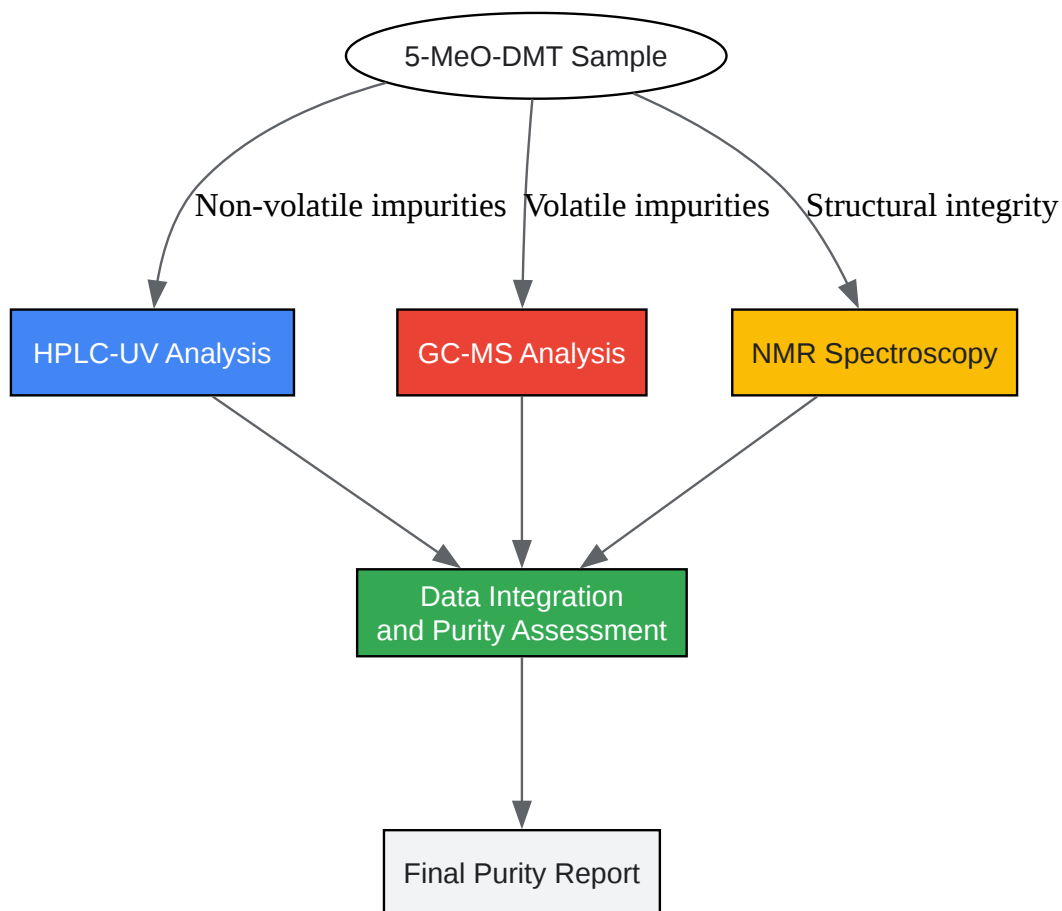 5-MeO-DMT Sample
Non-volatile impurities
Volatile impurities
Structural integrity
HPLC-UV Analysis
GC-MS Analysis
NMR Spectroscopy
Data Integration
and Purity Assessment
Final Purity Report